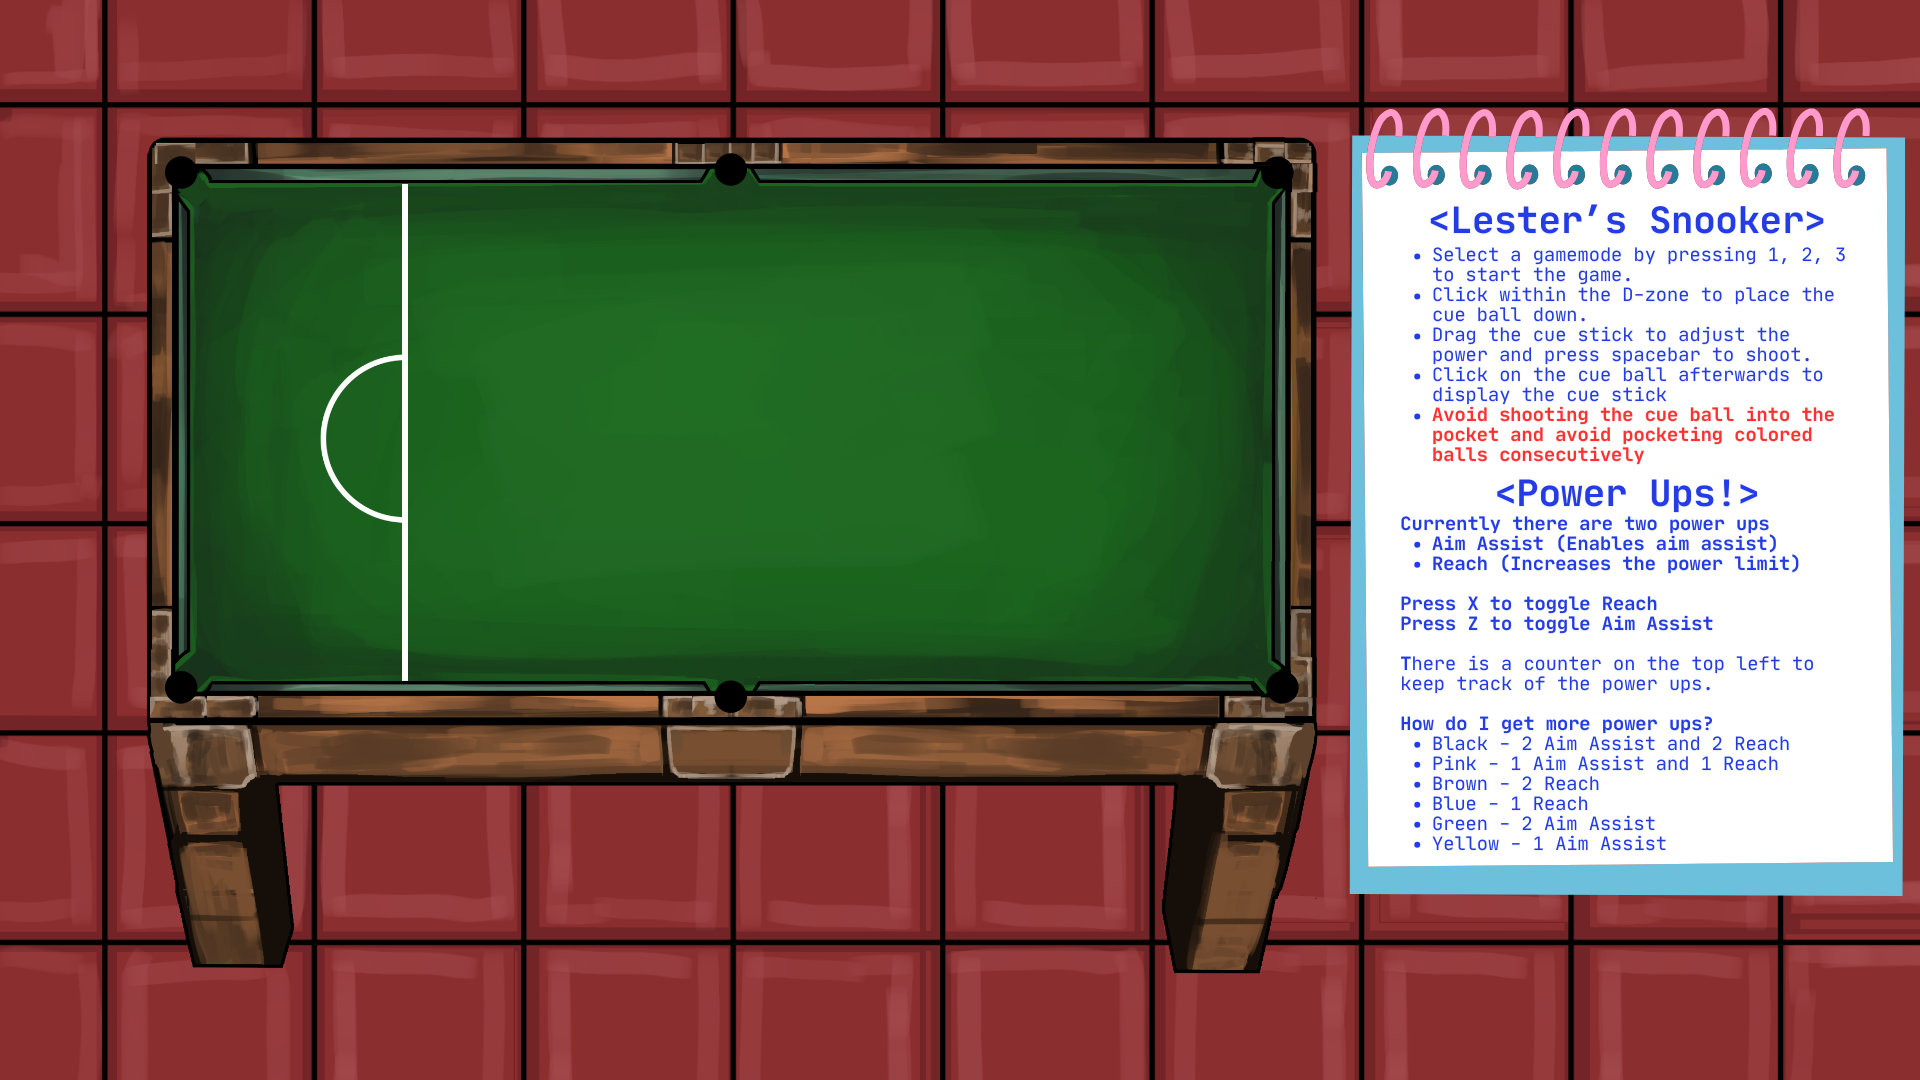 <Lester’s Snooker>
• Select a gamemode by pressing 1, 2, 3
to start the game.
• Click within the D-zone to place the
cue ball down.
• Drag the cue stick to adjust the
power and press spacebar to shoot.
• Click on the cue ball afterwards to
display the cue stick
• Avoid shooting the cue ball into the
pocket and avoid pocketing colored
balls consecutively
<Power Ups!>
Currently there are two power ups
• Aim Assist (Enables aim assist)
• Reach (Increases the power limit)
Press X to toggle Reach
Press Z to toggle Aim Assist
There is a counter on the top left to
keep track of the power ups.
How do I get more power ups?
• Black - 2 Aim Assist and 2 Reach
• Pink - 1 Aim Assist and 1 Reach
• Brown - 2 Reach
• Blue - 1 Reach
• Green - 2 Aim Assist
• Yellow - 1 Aim Assist